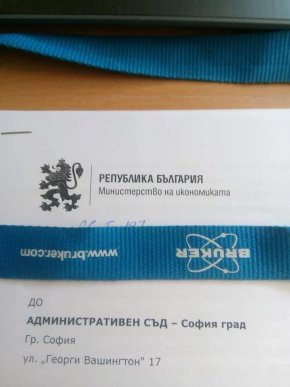 РЕПУБЛИКА БЪЛГАРИЯ
Министерство на икономиката
www.bruker.com
BRUKER
ДО
АДМИНИСТРАТИВЕН СЪД – София град
Гр. София
ул. „Георги Вашингтон" 17